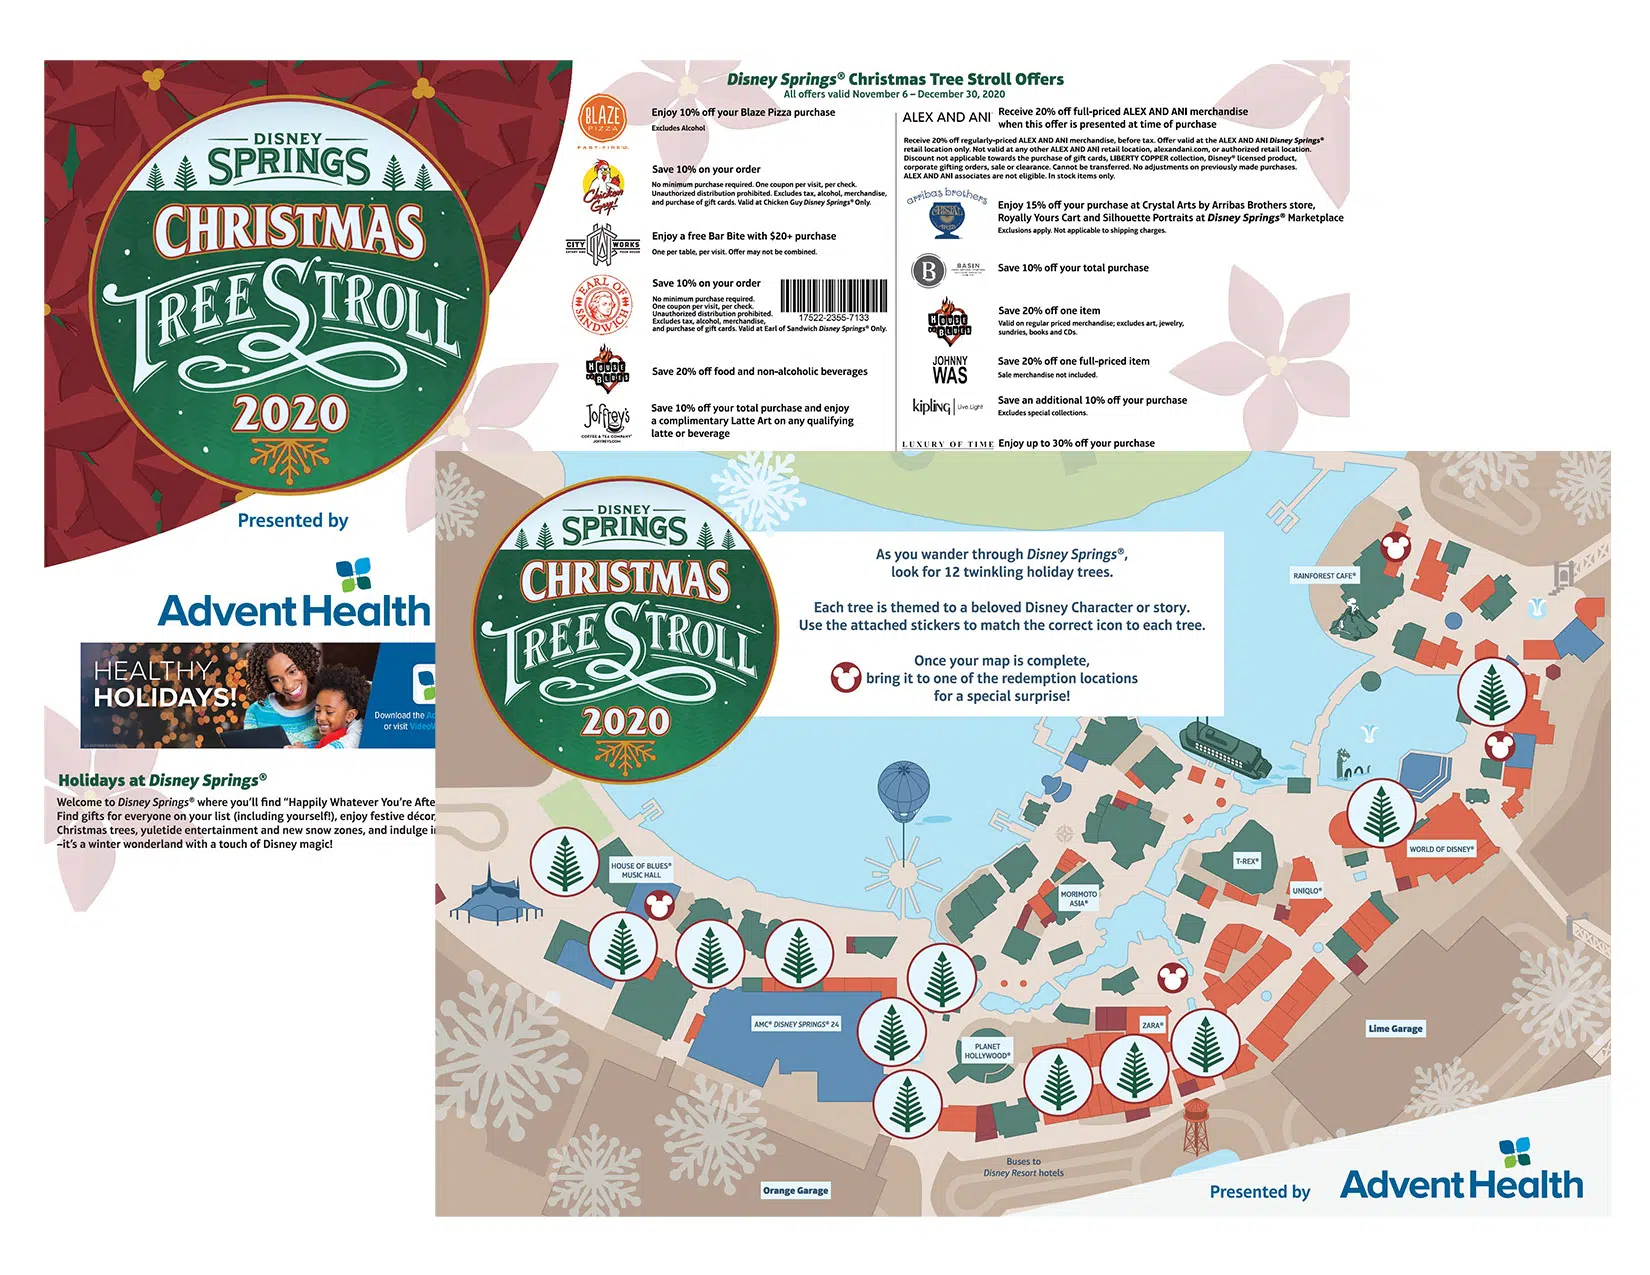 DISNEY
SPRINGS
CHRISTMAS
TREE STROLL
2020
Presented by
AdventHealth
HEALTHY
HOLIDAYS!
Download the
or visit
Holidays at Disney Springs®
Welcome to Disney Springs® where you'll find "Happily Whatever You're Afte
Find gifts for everyone on your list (including yourself!), enjoy festive décor,
Christmas trees, yuletide entertainment and new snow zones, and indulge i
–it's a winter wonderland with a touch of Disney magic!
Disney Springs® Christmas Tree Stroll Offers
All offers valid November 6 – December 30, 2020
BLAZE
PIZZA
FAST-FIRE'D.
Enjoy 10% off your Blaze Pizza purchase
Excludes Alcohol
Chicken
Guy!
Save 10% on your order
No minimum purchase required. One coupon per visit, per check.
Unauthorized distribution prohibited. Excludes tax, alcohol, merchandise,
and purchase of gift cards. Valid at Chicken Guy Disney Springs® Only.
CITY WORKS
EATERY AND POUR HOUSE
Enjoy a free Bar Bite with $20+ purchase
One per table, per visit. Offer may not be combined.
EARL OF
SANDWICH
Save 10% on your order
No minimum purchase required.
One coupon per visit, per check.
Unauthorized distribution prohibited.
Excludes tax, alcohol, merchandise,
and purchase of gift cards. Valid at Earl of Sandwich Disney Springs® Only.
17522-2355-7133
HOUSE
OF BLUES
Save 20% off food and non-alcoholic beverages
Joffrey's
COFFEE & TEA COMPANY
JOFFREYS.COM
Save 10% off your total purchase and enjoy
a complimentary Latte Art on any qualifying
latte or beverage
ALEX AND ANI
Receive 20% off full-priced ALEX AND ANI merchandise
when this offer is presented at time of purchase
Receive 20% off regularly-priced ALEX AND ANI merchandise, before tax. Offer valid at the ALEX AND ANI Disney Springs®
retail location only. Not valid at any other ALEX AND ANI retail location, alexandani.com, or authorized retail location.
Discount not applicable towards the purchase of gift cards, LIBERTY COPPER collection, Disney® licensed product,
corporate gifting orders, sale or clearance. Cannot be transferred. No adjustments on previously made purchases.
ALEX AND ANI associates are not eligible. In stock items only.
arribas brothers
CRYSTAL
ARTS
Enjoy 15% off your purchase at Crystal Arts by Arribas Brothers store,
Royally Yours Cart and Silhouette Portraits at Disney Springs® Marketplace
Exclusions apply. Not applicable to shipping charges.
B
BASIN
Save 10% off your total purchase
HOUSE
OF BLUES
Save 20% off one item
Valid on regular priced merchandise; excludes art, jewelry,
sundries, books and CDs.
JOHNNY
WAS
Save 20% off one full-priced item
Sale merchandise not included.
kipling | Live.Light
Save an additional 10% off your purchase
Excludes special collections.
LUXURY OF TIME
Enjoy up to 30% off your purchase
DISNEY
SPRINGS
CHRISTMAS
TREE STROLL
2020
As you wander through Disney Springs®,
look for 12 twinkling holiday trees.
Each tree is themed to a beloved Disney Character or story.
Use the attached stickers to match the correct icon to each tree.
Once your map is complete,
bring it to one of the redemption locations
for a special surprise!
RAINFOREST CAFE®
WORLD OF DISNEY®
T-REX®
UNIQLO®
MORIMOTO
ASIA®
HOUSE OF BLUES®
MUSIC HALL
AMC® DISNEY SPRINGS® 24
PLANET
HOLLYWOOD®
ZARA®
Lime Garage
Buses to
Disney Resort hotels
Orange Garage
Presented by
AdventHealth